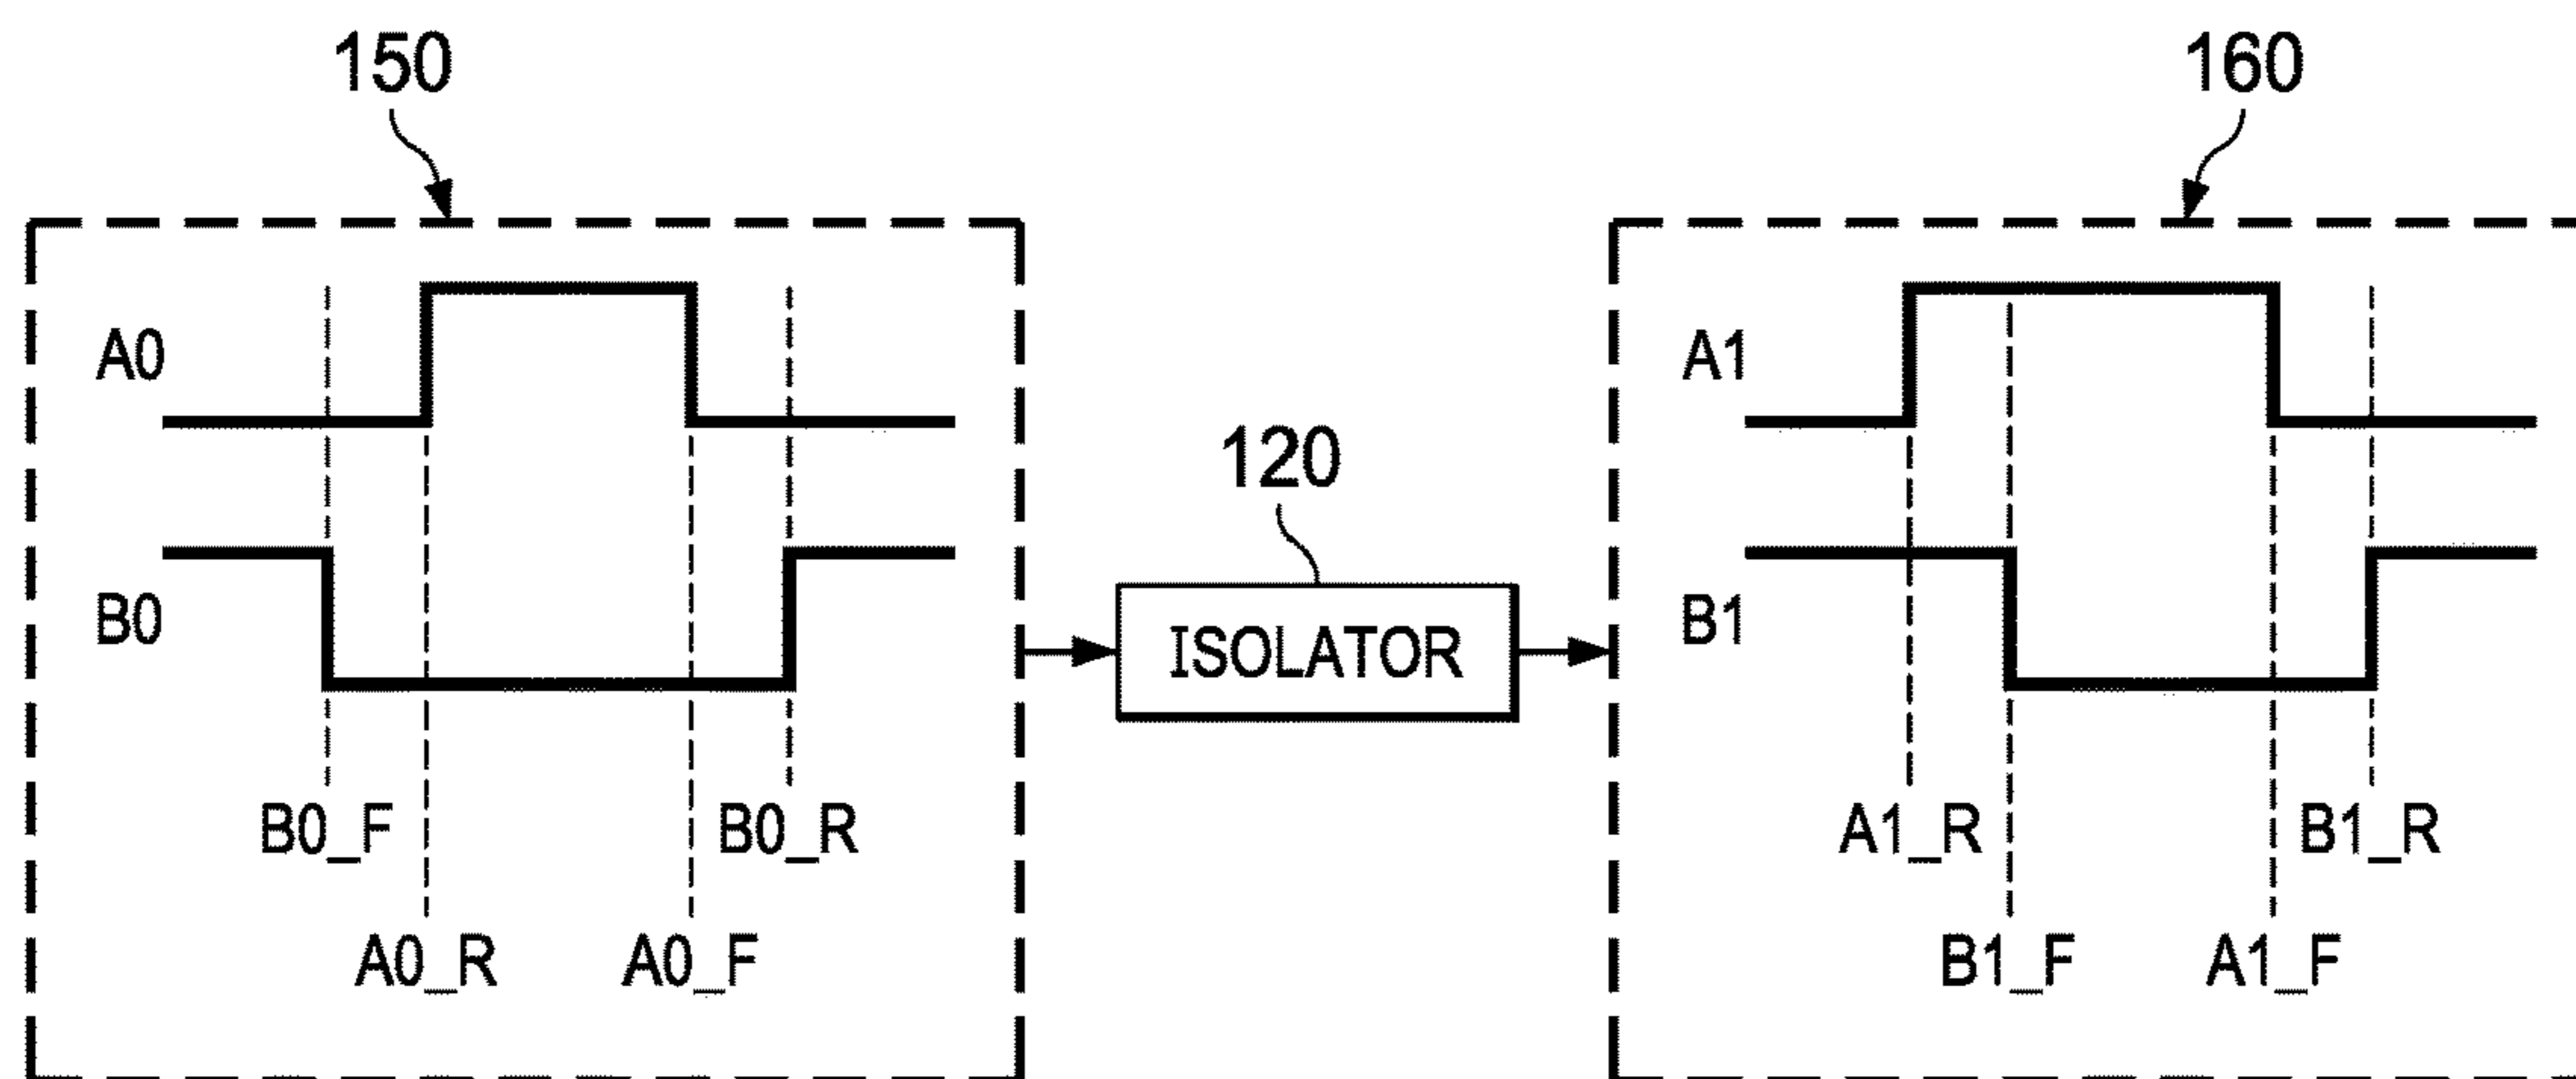 150
160
A0
A1
120
B0
B1
ISOLATOR
B0_F
B0_R
A1_R
B1_R
A0_R
A0_F
B1_F
A1_F